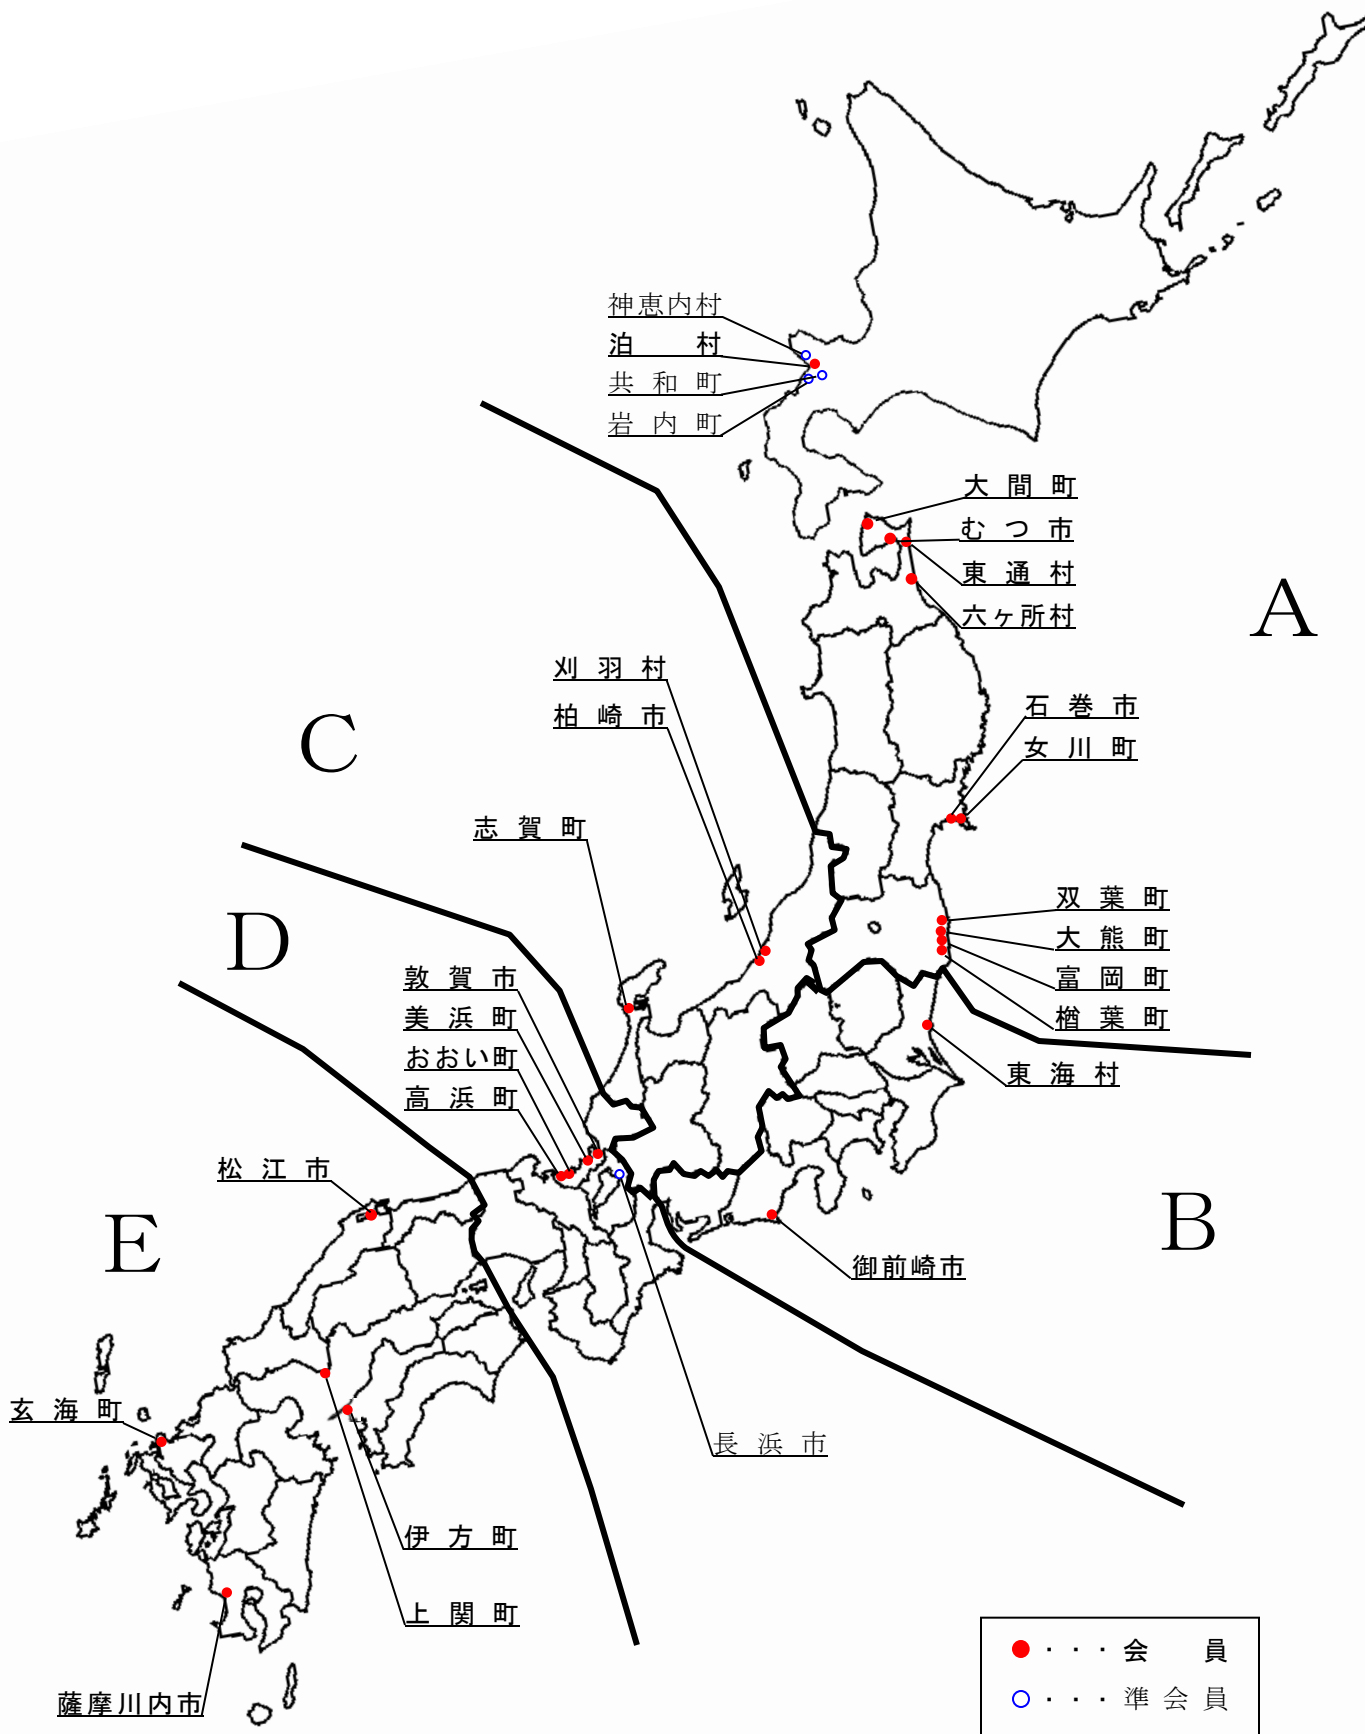 神恵内村
泊　　村
共 和 町
岩 内 町
大 間 町
むつ市
東 通 村
六ヶ所村
A
刈 羽 村
柏 崎 市
石 巻 市
女 川 町
C
志 賀 町
双 葉 町
大 熊 町
富 岡 町
楢 葉 町
D
敦 賀 市
美 浜 町
おおい町
高 浜 町
東 海 村
松 江 市
E
B
御前崎市
玄 海 町
長 浜 市
伊 方 町
上 関 町
薩摩川内市
・・・会　　員
・・・準 会 員